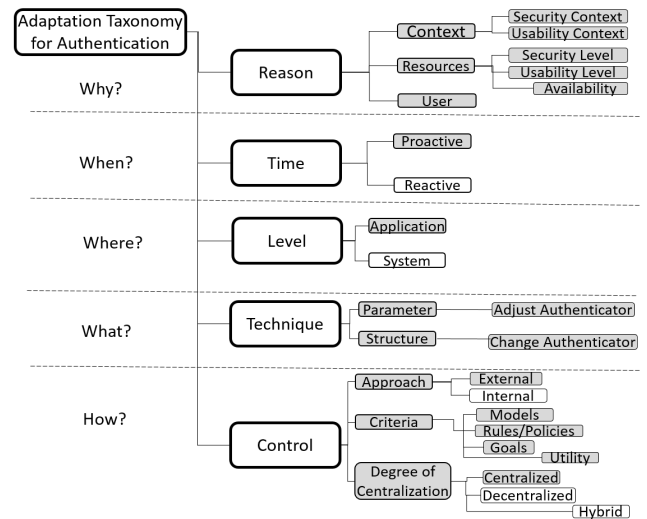 Adaptation Taxonomy
for Authentication
Why?
Reason
Context
Security Context
Usability Context
Resources
Security Level
Usability Level
Availability
User
When?
Time
Proactive
Reactive
Where?
Level
Application
System
What?
Technique
Parameter
Adjust Authenticator
Structure
Change Authenticator
How?
Control
Approach
External
Internal
Criteria
Models
Rules/Policies
Goals
Utility
Degree of
Centralization
Centralized
Decentralized
Hybrid